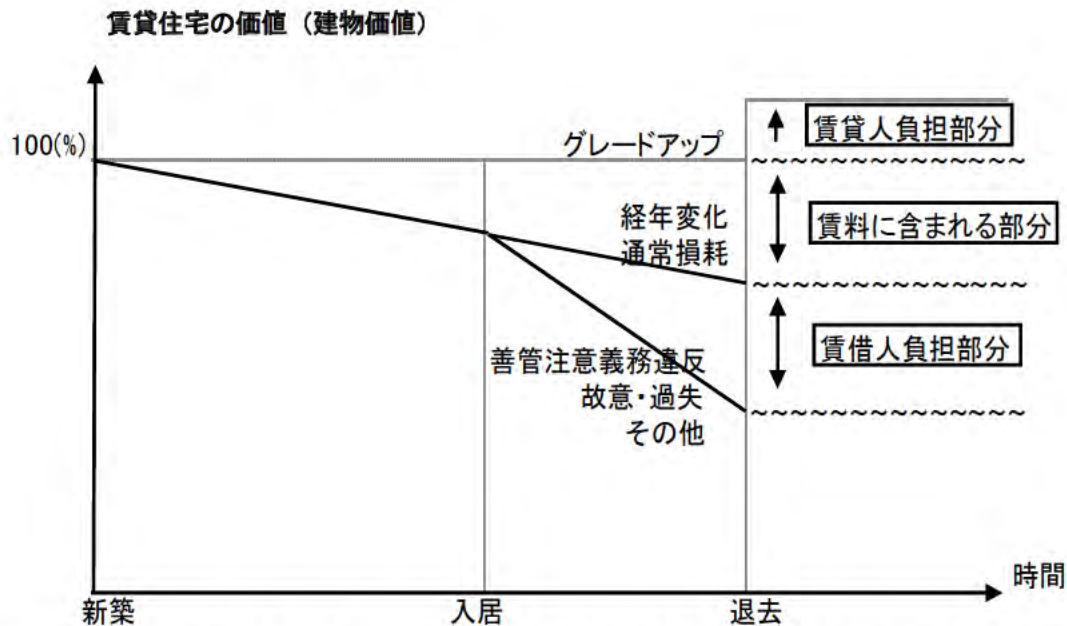 賃貸住宅の価値（建物価値）
100(%)
グレードアップ
賃貸人負担部分
経年変化
通常損耗
賃料に含まれる部分
善管注意義務違反
故意・過失
その他
賃借人負担部分
時間
新築
入居
退去